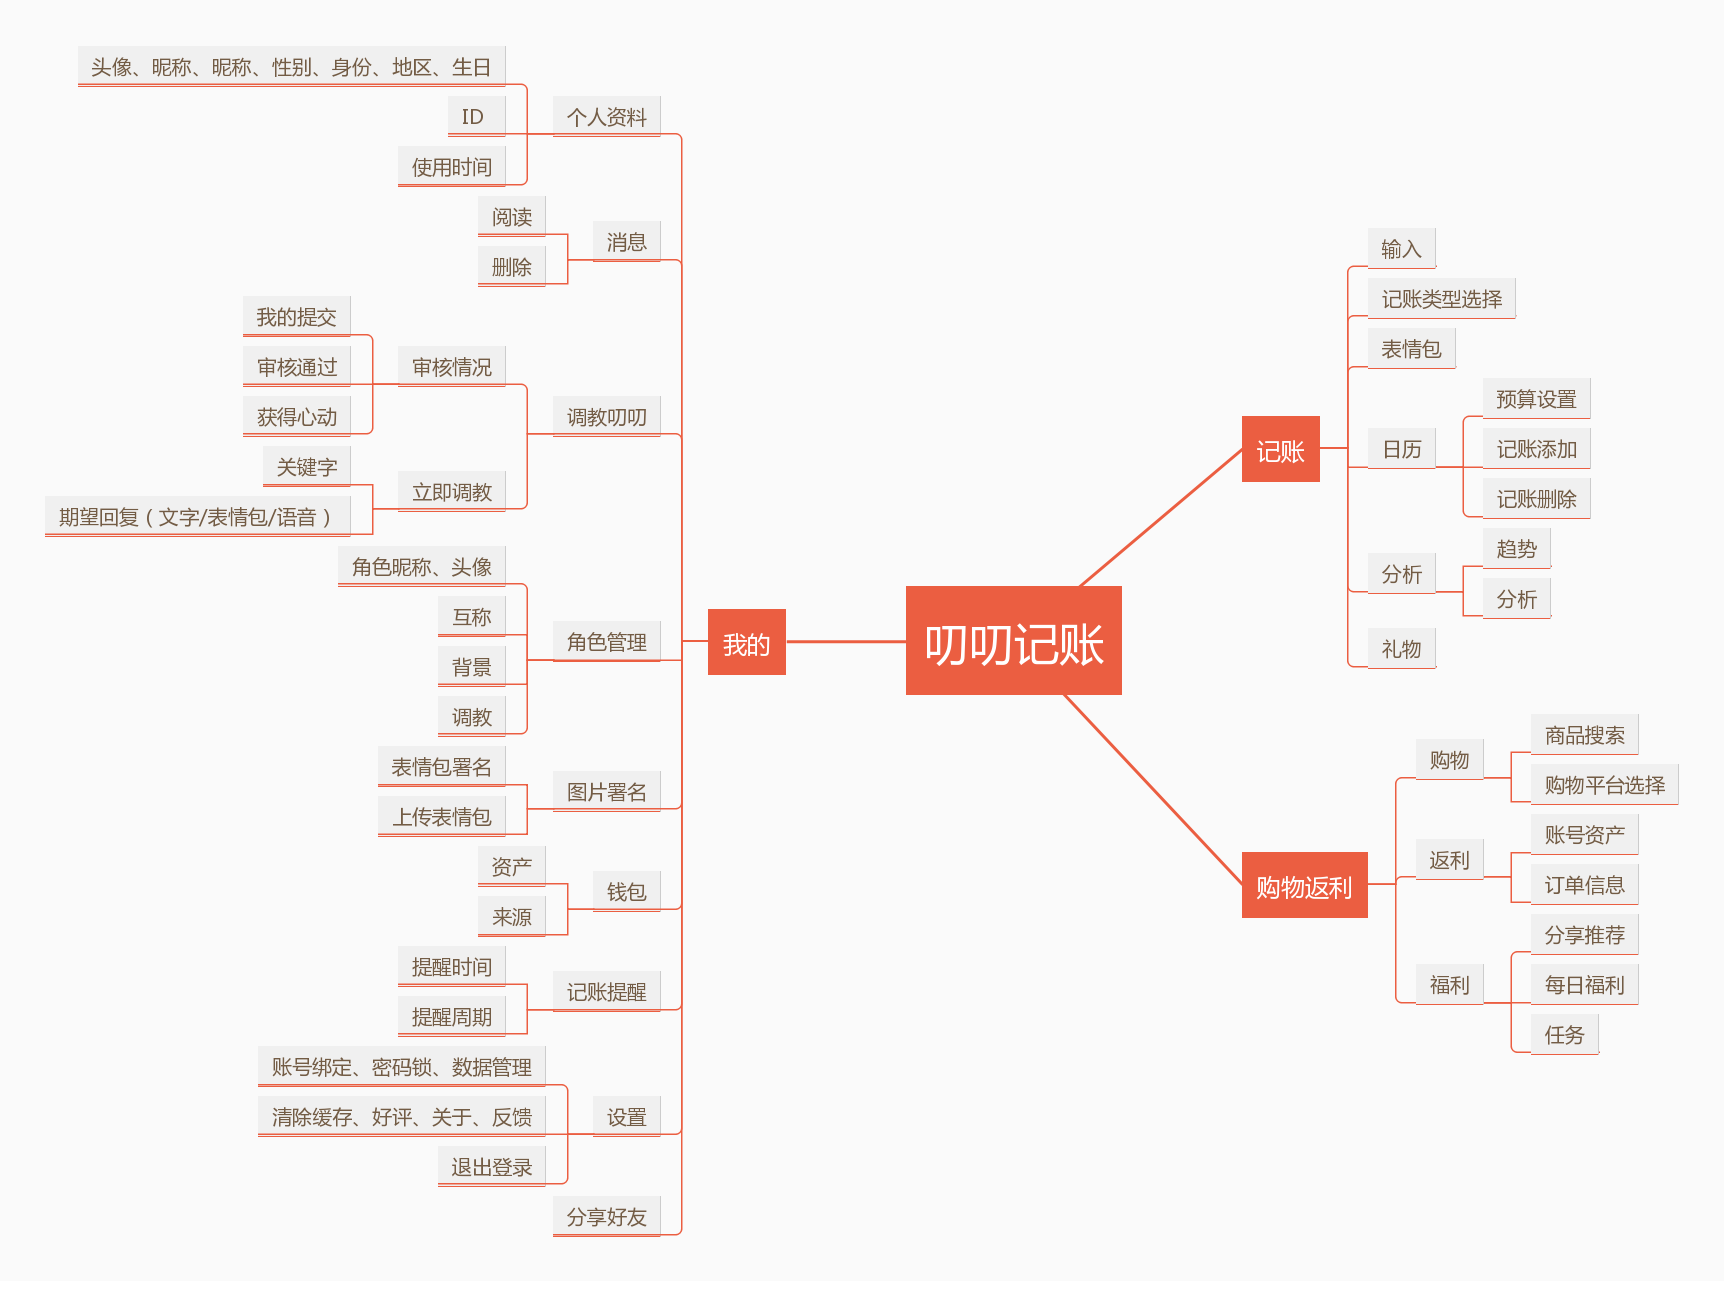 叨叨记账
记账
输入
记账类型选择
表情包
日历
预算设置
记账添加
记账删除
分析
趋势
分析
礼物
购物返利
购物
商品搜索
购物平台选择
返利
账号资产
订单信息
福利
分享推荐
每日福利
任务
我的
个人资料
头像、昵称、昵称、性别、身份、地区、生日
ID
使用时间
消息
阅读
删除
调教叨叨
审核情况
我的提交
审核通过
获得心动
立即调教
关键字
期望回复（文字/表情包/语音）
角色管理
角色昵称、头像
互称
背景
调教
图片署名
表情包署名
上传表情包
钱包
资产
来源
记账提醒
提醒时间
提醒周期
设置
账号绑定、密码锁、数据管理
清除缓存、好评、关于、反馈
退出登录
分享好友